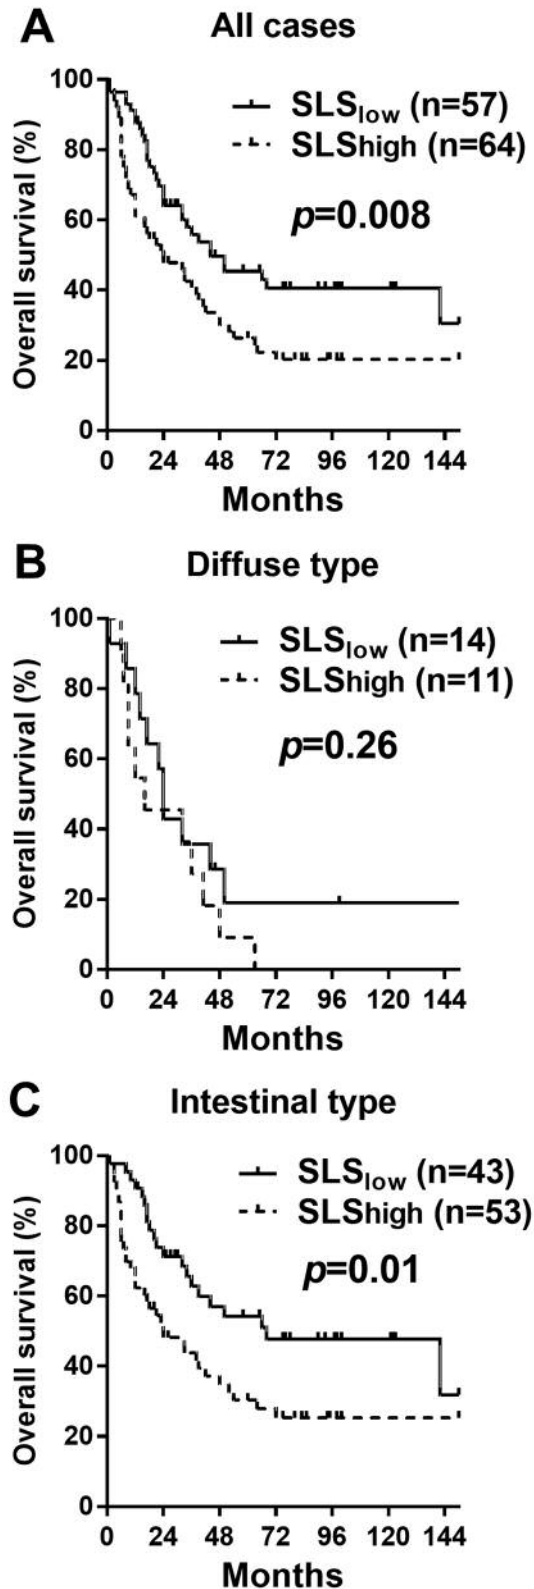 A
All cases
Overall survival (%)
100
80
60
40
20
0
SLSlow (n=57)
SLShigh (n=64)
p=0.008
0 24 48 72 96 120 144
Months
B
Diffuse type
Overall survival (%)
100
80
60
40
20
0
SLSlow (n=14)
SLShigh (n=11)
p=0.26
0 24 48 72 96 120 144
Months
C
Intestinal type
Overall survival (%)
100
80
60
40
20
0
SLSlow (n=43)
SLShigh (n=53)
p=0.01
0 24 48 72 96 120 144
Months